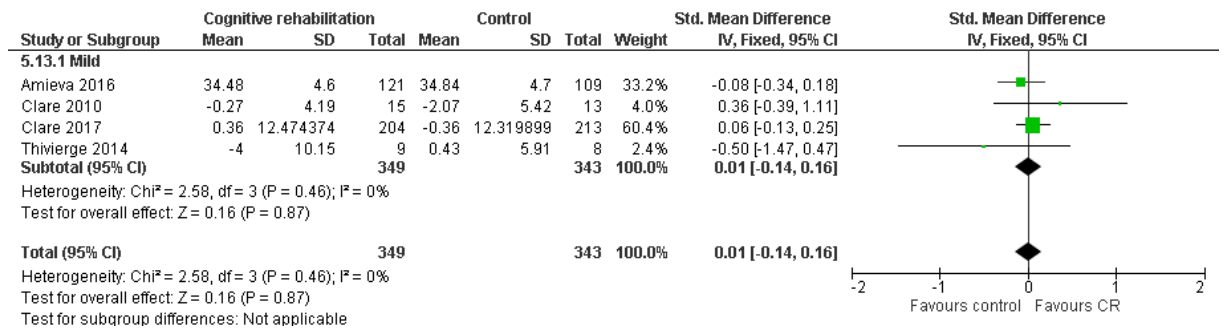 Cognitive rehabilitation Control Std. Mean Difference Std. Mean Difference
Study or Subgroup Mean SD Total Mean SD Total Weight IV, Fixed, 95% CI IV, Fixed, 95% CI
5.13.1 Mild
Amieva 2016 34.48 4.6 121 34.84 4.7 109 33.2% -0.08 [-0.34, 0.18]
Clare 2010 -0.27 4.19 15 -2.07 5.42 13 4.0% 0.36 [-0.39, 1.11]
Clare 2017 0.36 12.474374 204 -0.36 12.319899 213 60.4% 0.06 [-0.13, 0.25]
Thivierge 2014 -4 10.15 9 0.43 5.91 8 2.4% -0.50 [-1.47, 0.47]
Subtotal (95% CI) 349 343 100.0% 0.01 [-0.14, 0.16]
Heterogeneity: Chi² = 2.58, df = 3 (P = 0.46); I² = 0%
Test for overall effect: Z = 0.16 (P = 0.87)
Total (95% CI) 349 343 100.0% 0.01 [-0.14, 0.16]
Heterogeneity: Chi² = 2.58, df = 3 (P = 0.46); I² = 0%
Test for overall effect: Z = 0.16 (P = 0.87)
Test for subgroup differences: Not applicable
-2 -1 0 1 2
Favours control Favours CR